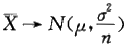 X̄ → N(μ, σ²/n)